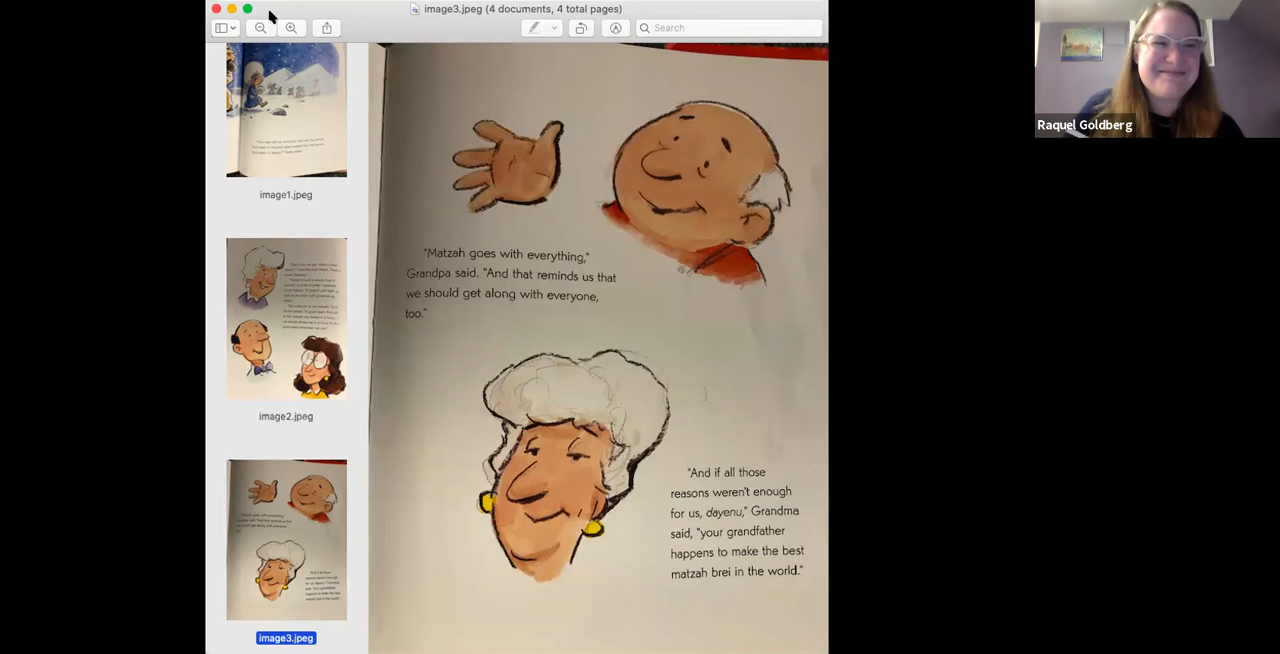 image3.jpeg (4 documents, 4 total pages)
Search
image1.jpeg
image2.jpeg
image3.jpeg
"Matzah goes with everything,"
Grandpa said. "And that reminds us that
we should get along with everyone,
too."
"And if all those
reasons weren't enough
for us, dayenu," Grandma
said, "your grandfather
happens to make the best
matzah brei in the world."
Raquel Goldberg